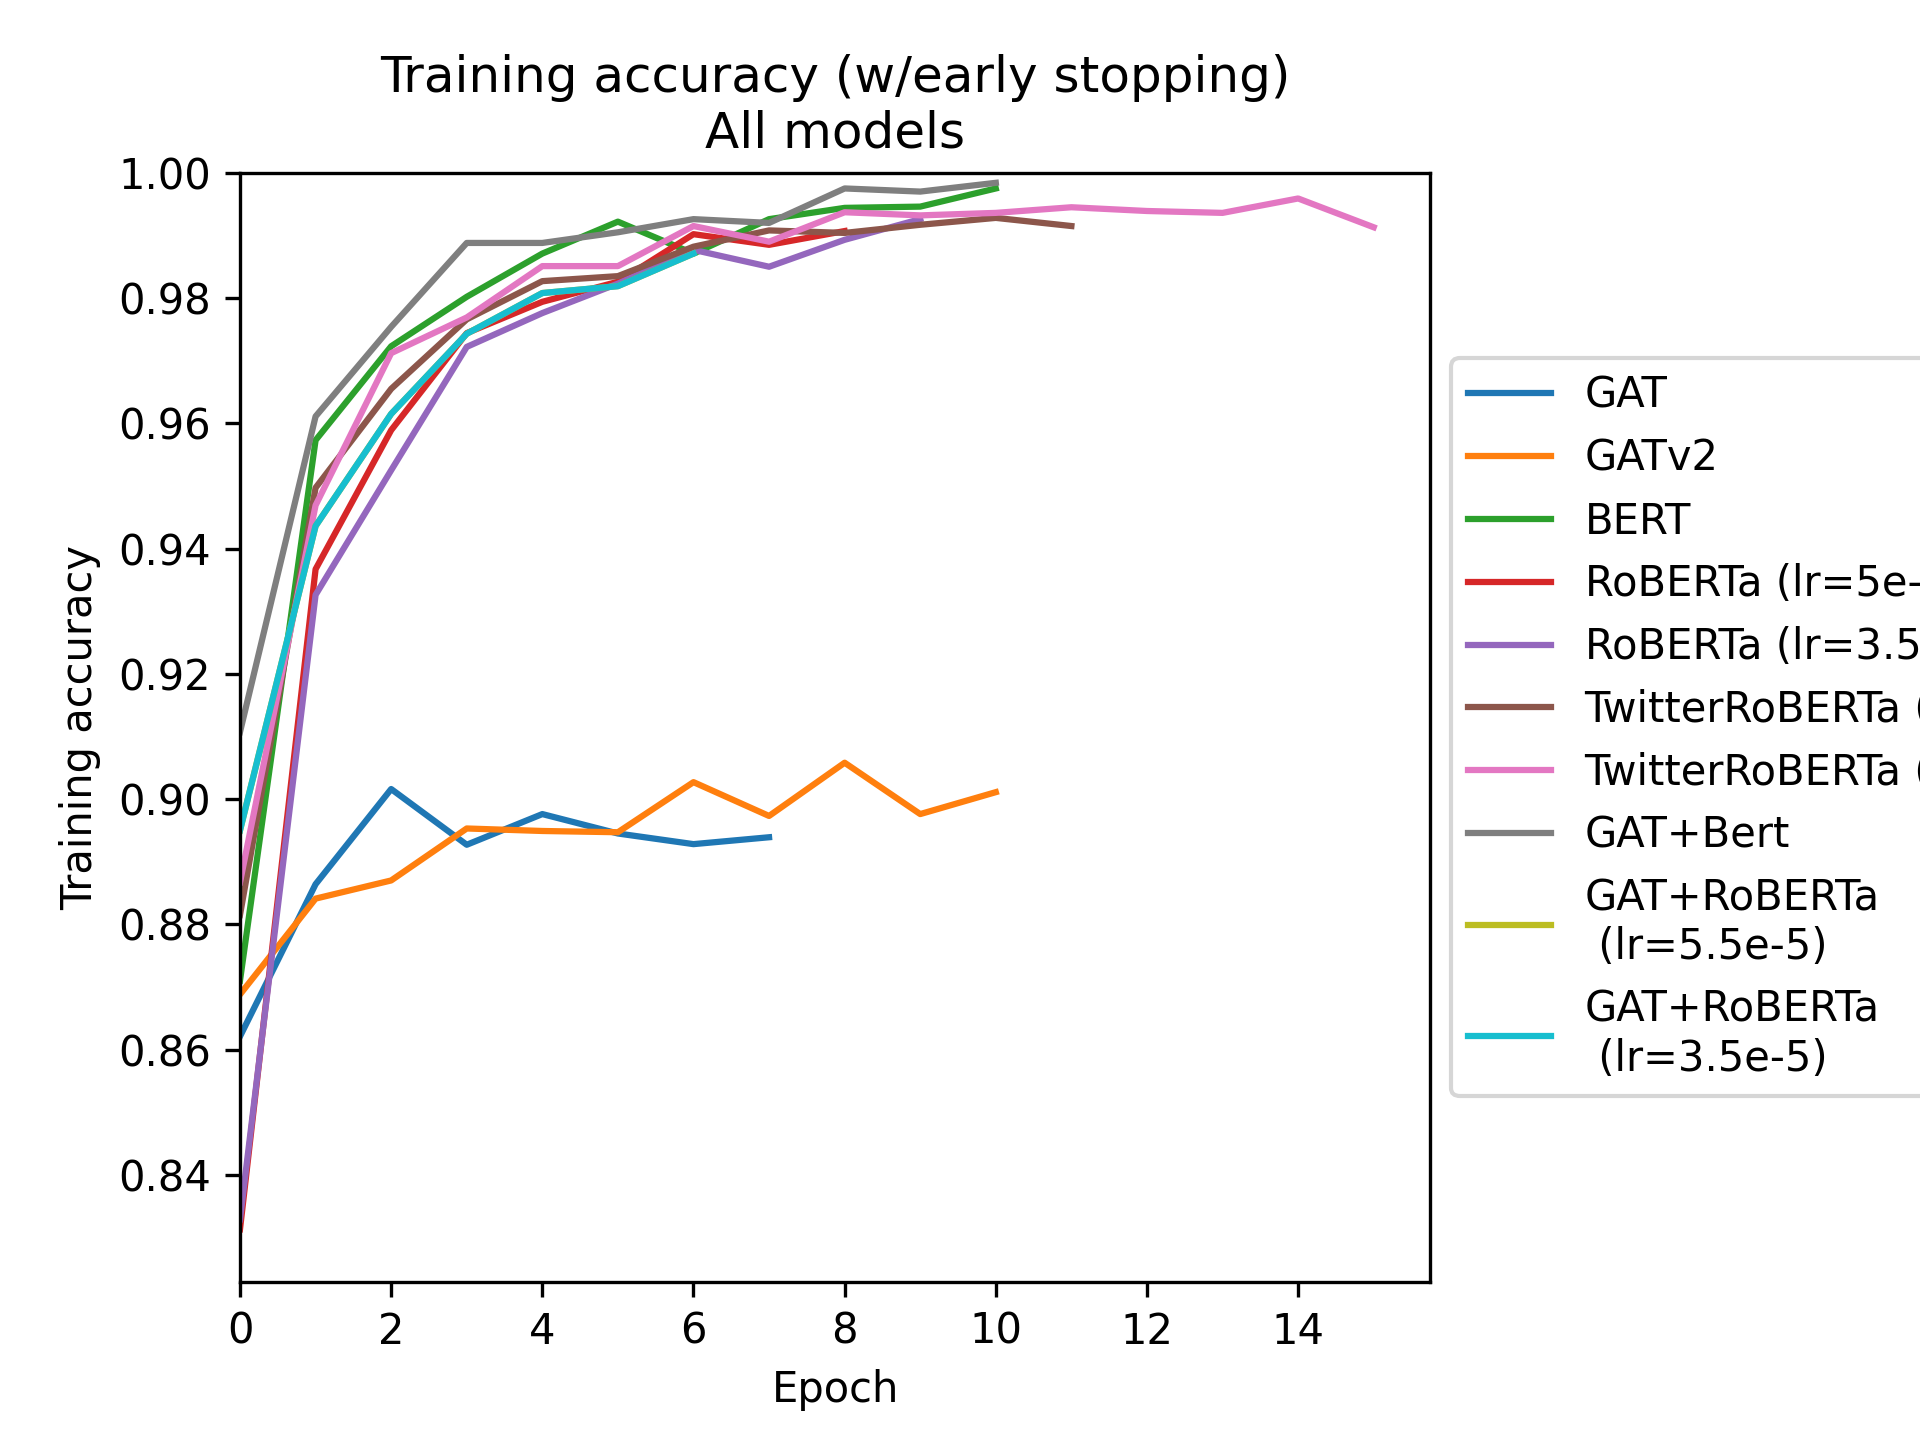 Training accuracy (w/early stopping)
All models
1.00
0.98
0.96
0.94
0.92
0.90
0.88
0.86
0.84
Training accuracy
0
2
4
6
8
10
12
14
Epoch
GAT
GATv2
BERT
RoBERTa (lr=5e-
RoBERTa (lr=3.5
TwitterRoBERTa (
TwitterRoBERTa (
GAT+Bert
GAT+RoBERTa
(lr=5.5e-5)
GAT+RoBERTa
(lr=3.5e-5)